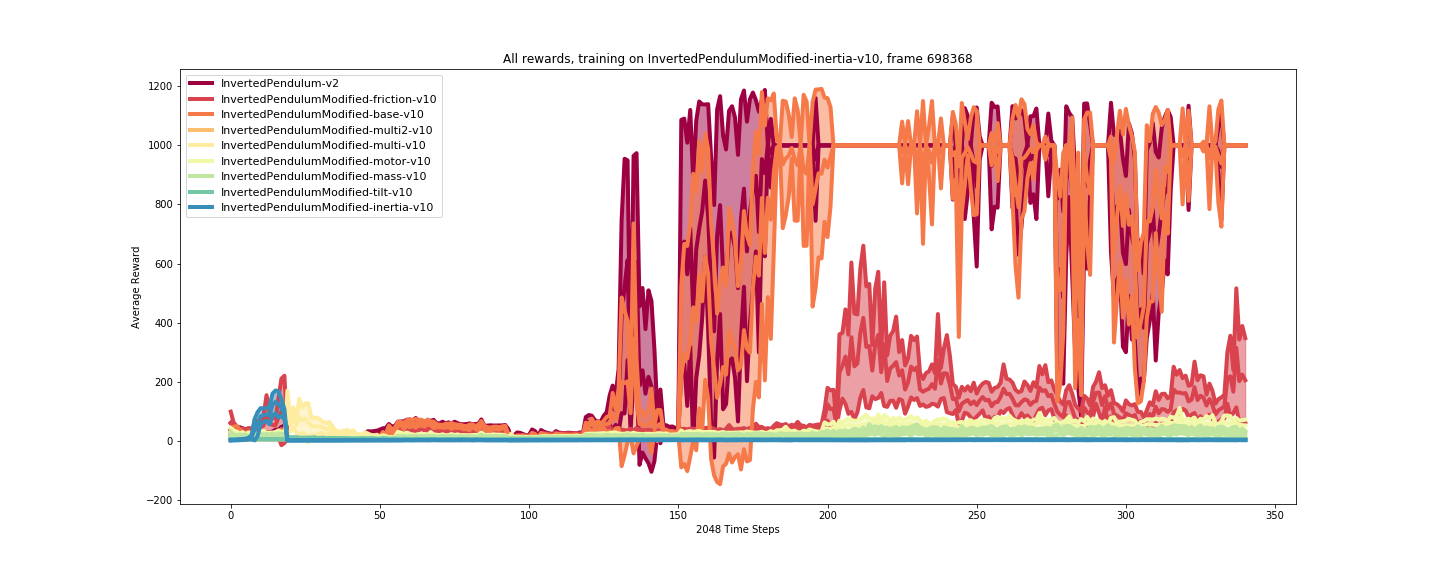 All rewards, training on InvertedPendulumModified-inertia-v10, frame 698368
InvertedPendulum-v2
InvertedPendulumModified-friction-v10
InvertedPendulumModified-base-v10
InvertedPendulumModified-multi2-v10
InvertedPendulumModified-multi-v10
InvertedPendulumModified-motor-v10
InvertedPendulumModified-mass-v10
InvertedPendulumModified-tilt-v10
InvertedPendulumModified-inertia-v10
Average Reward
1200
1000
800
600
400
200
0
−200
0 50 100 150 200 250 300 350
2048 Time Steps